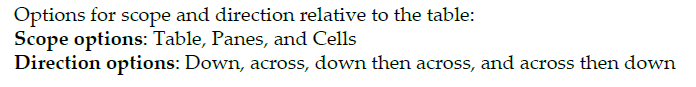 Options for scope and direction relative to the table:
Scope options: Table, Panes, and Cells
Direction options: Down, across, down then across, and across then down